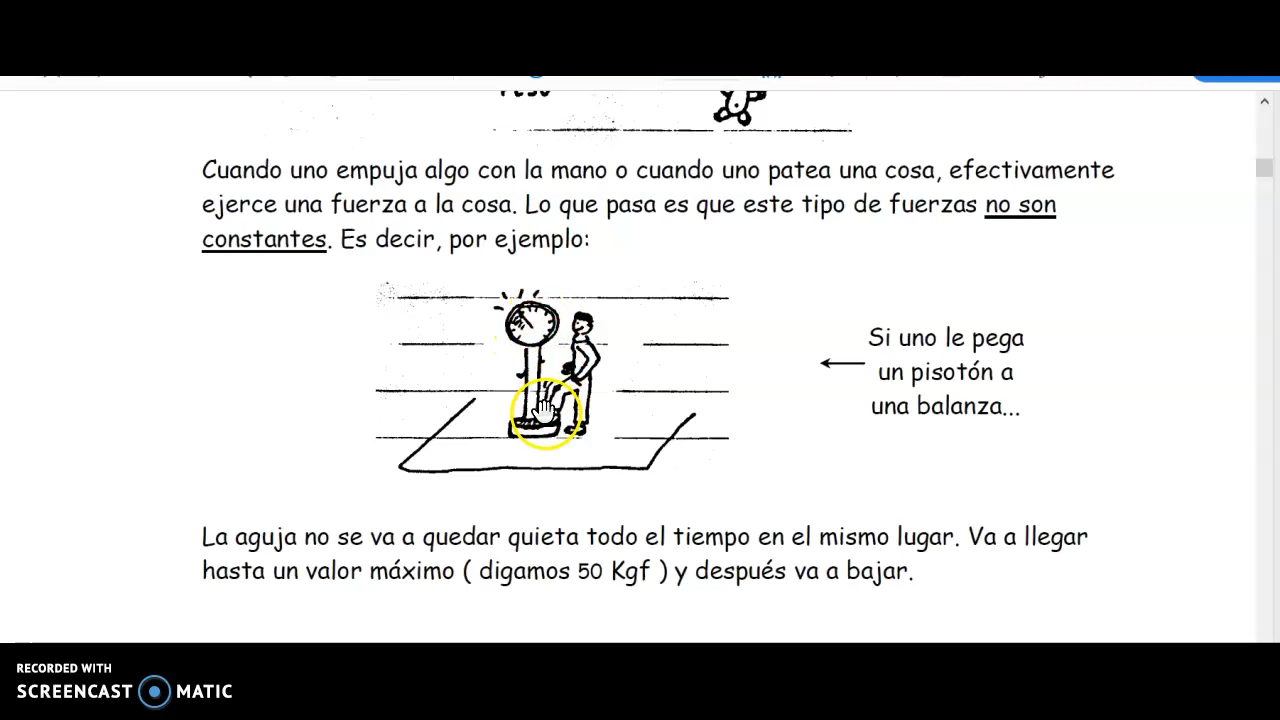 Cuando uno empuja algo con la mano o cuando uno patea una cosa, efectivamente
ejerce una fuerza a la cosa. Lo que pasa es que este tipo de fuerzas no son
constantes. Es decir, por ejemplo:
Si uno le pega
un pisotón a
una balanza...
La aguja no se va a quedar quieta todo el tiempo en el mismo lugar. Va a llegar
hasta un valor máximo ( digamos 50 Kgf ) y después va a bajar.
RECORDED WITH
SCREENCAST MATIC